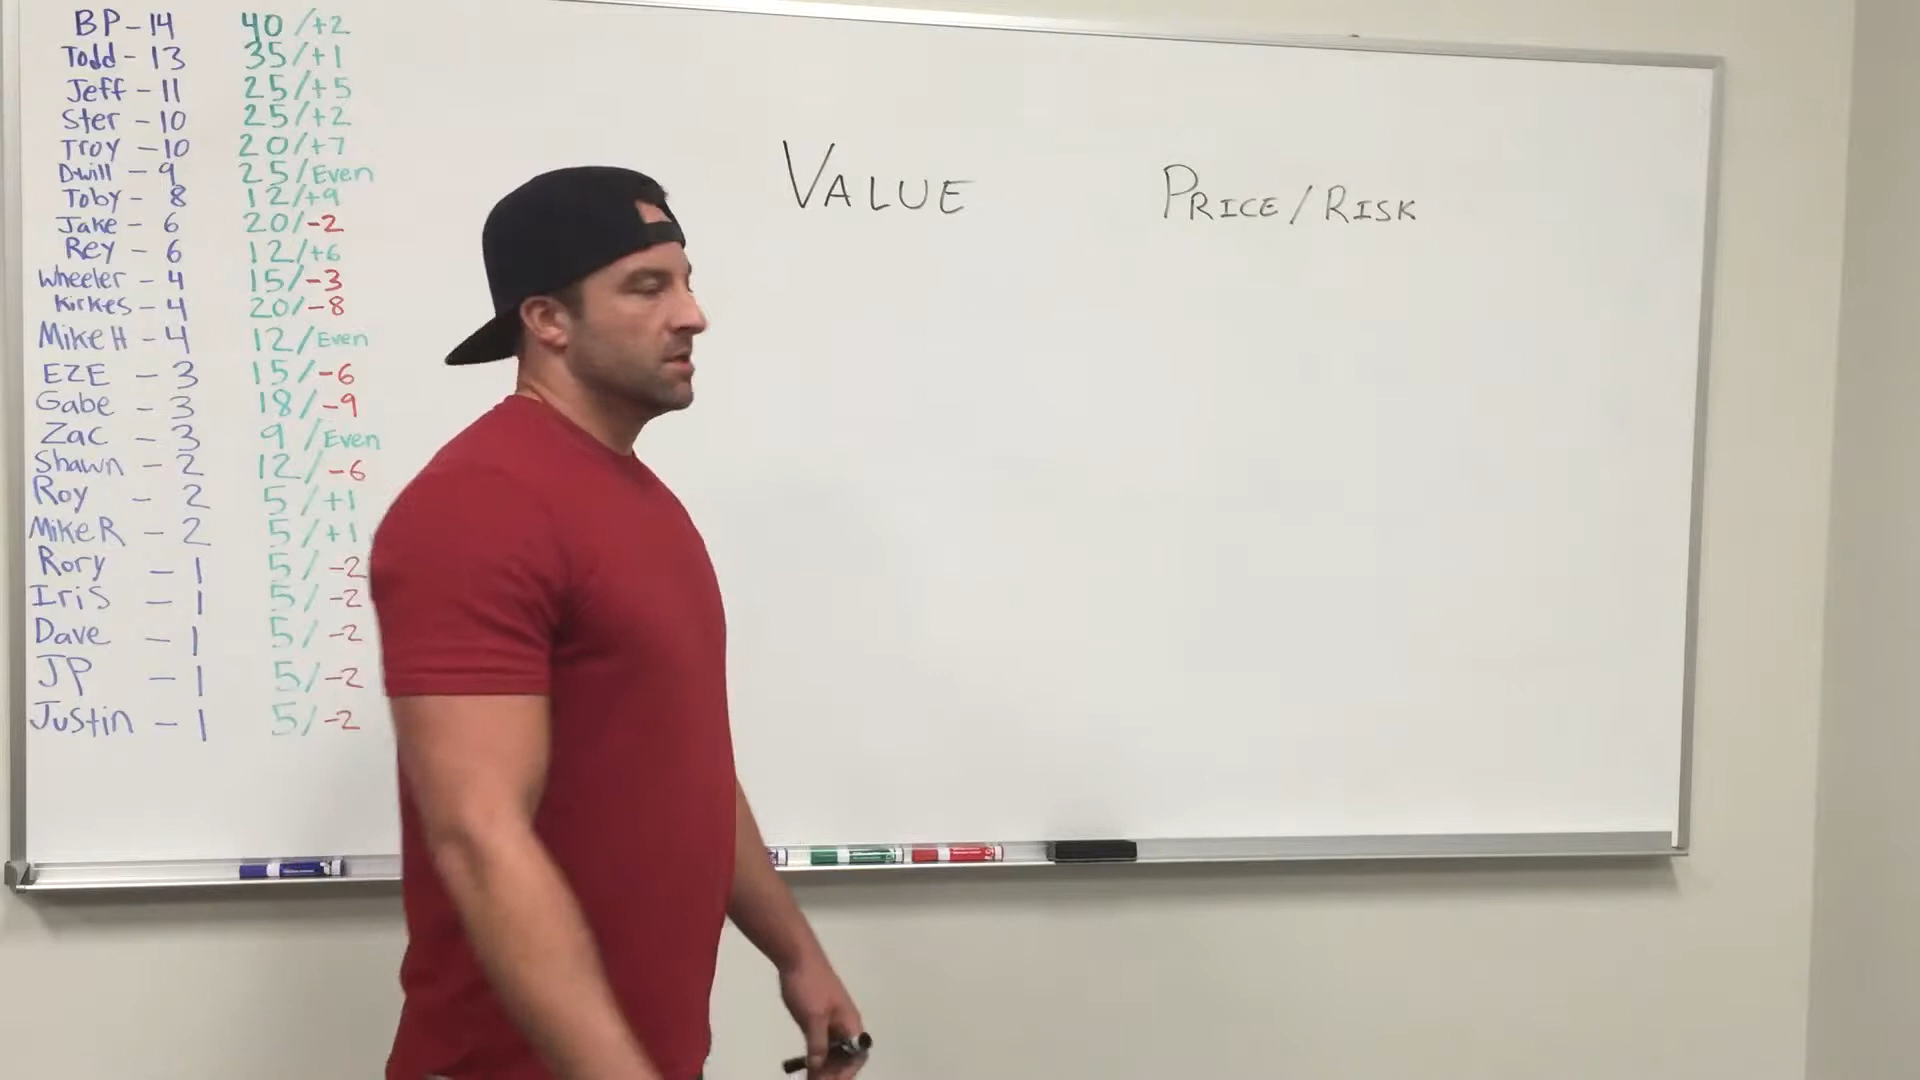 BP - 14 40 / +2
Todd - 13 35 / +1
Jeff - 11 25 / +5
Ster - 10 25 / +2
Troy - 10 20 / +7
Dwill - 9 25 / Even
Toby - 8 12 / +9
Jake - 6 20 / -2
Rey - 6 12 / +6
Wheeler - 4 15 / -3
Kirkes - 4 20 / -8
Mike H - 4 12 / Even
EZE - 3 15 / -6
Gabe - 3 18 / -9
Zac - 3 9 / Even
Shawn - 2 12 / -6
Roy - 2 5 / +1
Mike R - 2 5 / +1
Rory - 1 5 / -2
Iris - 1 5 / -2
Dave - 1 5 / -2
JP - 1 5 / -2
Justin - 1 5 / -2
VALUE
PRICE / RISK